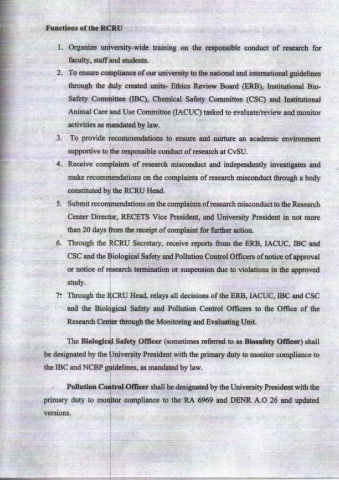 Functions of the RCRU
1. Organize university-wide training on the responsible conduct of research for
faculty, staff and students.
2. To ensure compliance of our university to the national and international guidelines
through the duly created units- Ethics Review Board (ERB), Institutional Bio-
Safety Committee (IBC), Chemical Safety Committee (CSC) and Institutional
Animal Care and Use Committee (IACUC) tasked to evaluate/review and monitor
activities as mandated by law.
3. To provide recommendations to ensure and nurture an academic environment
supportive to the responsible conduct of research at CvSU.
4. Receive complaints of research misconduct and independently investigates and
make recommendations on the complaints of research misconduct through a body
constituted by the RCRU Head.
5. Submit recommendations on the complaints of research misconduct to the Research
Center Director, RECETS Vice President, and University President in not more
than 20 days from the receipt of complaint for further action.
6. Through the RCRU Secretary, receive reports from the ERB, IACUC, IBC and
CSC and the Biological Safety and Pollution Control Officers of notice of approval
or notice of research termination or suspension due to violations in the approved
study.
7. Through the RCRU Head, relays all decisions of the ERB, IACUC, IBC and CSC
and the Biological Safety and Pollution Control Officers to the Office of the
Research Center through the Monitoring and Evaluating Unit.
The Biological Safety Officer (sometimes referred to as Biosafety Officer) shall
be designated by the University President with the primary duty to monitor compliance to
the IBC and NCBP guidelines, as mandated by law.
Pollution Control Officer shall be designated by the University President with the
primary duty to monitor compliance to the RA 6969 and DENR A.O 26 and updated
versions.